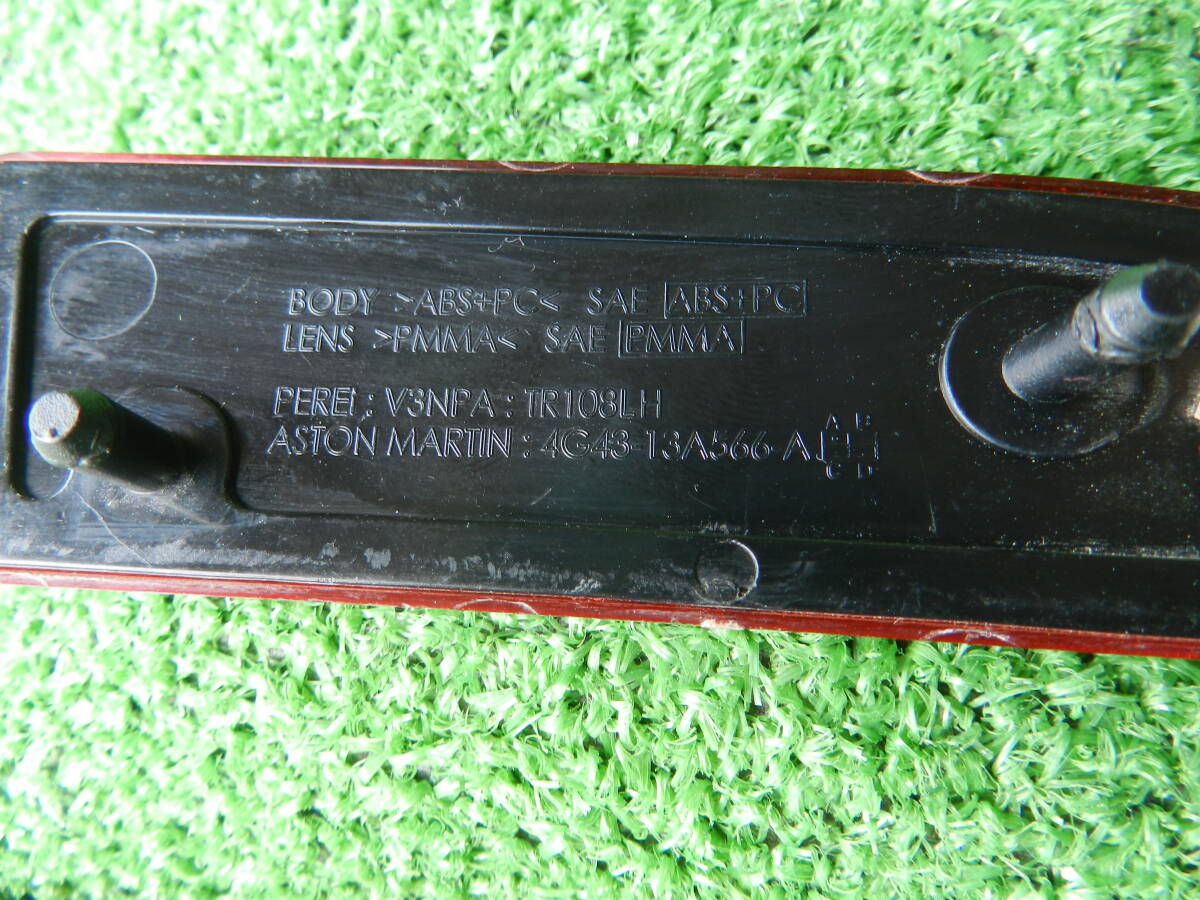 BODY >ABS+PC< SAE ABS+PC
LENS >PMMA< SAE PMMA
PEREI : V3NPA : TR108LH
ASTON MARTIN : 4G43-13A566-A
A B
C D